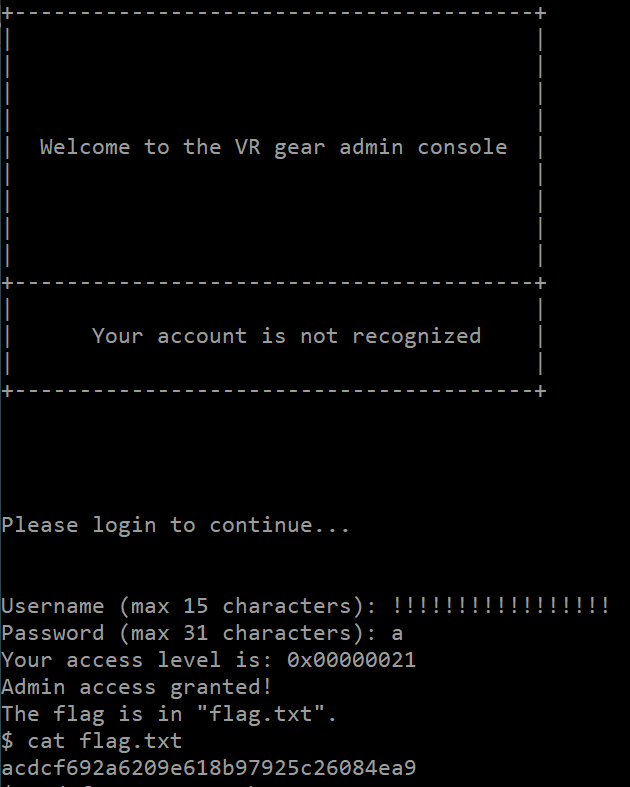 Welcome to the VR gear admin console
Your account is not recognized
Please login to continue...
Username (max 15 characters): !!!!!!!!!!!!!!!!!
Password (max 31 characters): a
Your access level is: 0x00000021
Admin access granted!
The flag is in "flag.txt".
$ cat flag.txt
acdcf692a6209e618b97925c26084ea9